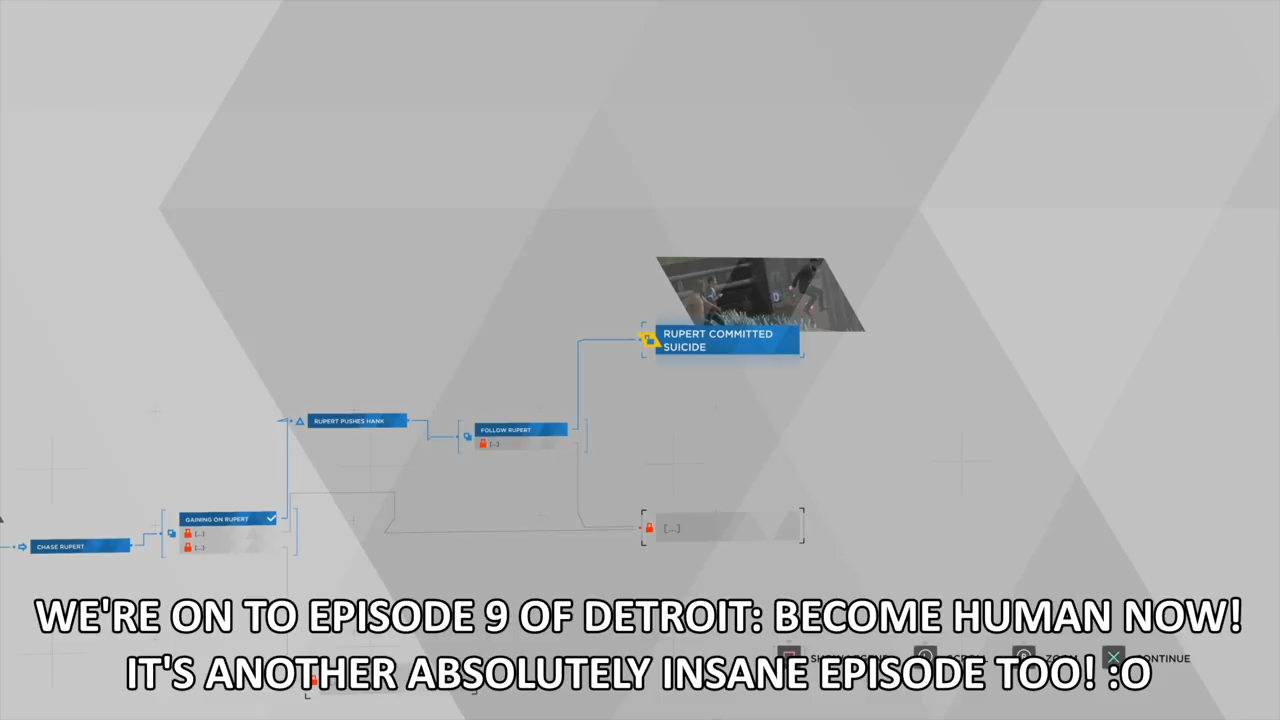 RUPERT COMMITTED
SUICIDE
RUPERT PUSHES HANK
FOLLOW RUPERT
[...]
GAINING ON RUPERT
[...]
[...]
CHASE RUPERT
[...]
WE'RE ON TO EPISODE 9 OF DETROIT: BECOME HUMAN NOW!
IT'S ANOTHER ABSOLUTELY INSANE EPISODE TOO! :O